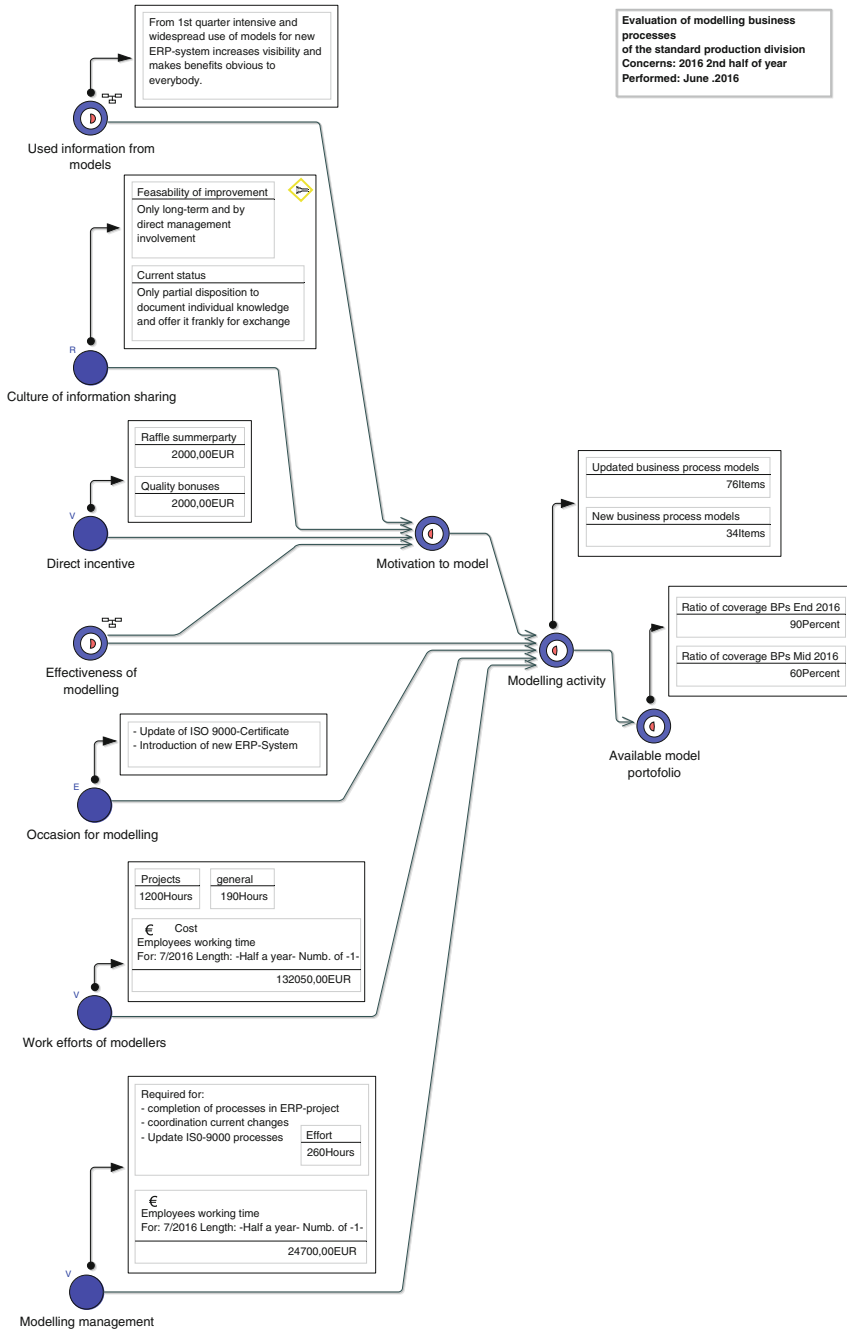 From 1st quarter intensive and
widespread use of models for new
ERP-system increases visibility and
makes benefits obvious to
everybody.
Evaluation of modelling business
processes
of the standard production division
Concerns: 2016 2nd half of year
Performed: June .2016
Used information from
models
Feasability of improvement
Only long-term and by
direct management
involvement
Current status
Only partial disposition to
document individual knowledge
and offer it frankly for exchange
R
Culture of information sharing
Raffle summerparty
2000,00EUR
Quality bonuses
2000,00EUR
V
Direct incentive
Motivation to model
Updated business process models
76Items
New business process models
34Items
Effectiveness of
modelling
Modelling activity
Ratio of coverage BPs End 2016
90Percent
Ratio of coverage BPs Mid 2016
60Percent
Available model
portofolio
- Update of ISO 9000-Certificate
- Introduction of new ERP-System
E
Occasion for modelling
Projects
1200Hours
general
190Hours
€ Cost
Employees working time
For: 7/2016 Length: -Half a year- Numb. of -1-
132050,00EUR
V
Work efforts of modellers
Required for:
- completion of processes in ERP-project
- coordination current changes
- Update IS0-9000 processes
Effort
260Hours
€
Employees working time
For: 7/2016 Length: -Half a year- Numb. of -1-
24700,00EUR
V
Modelling management